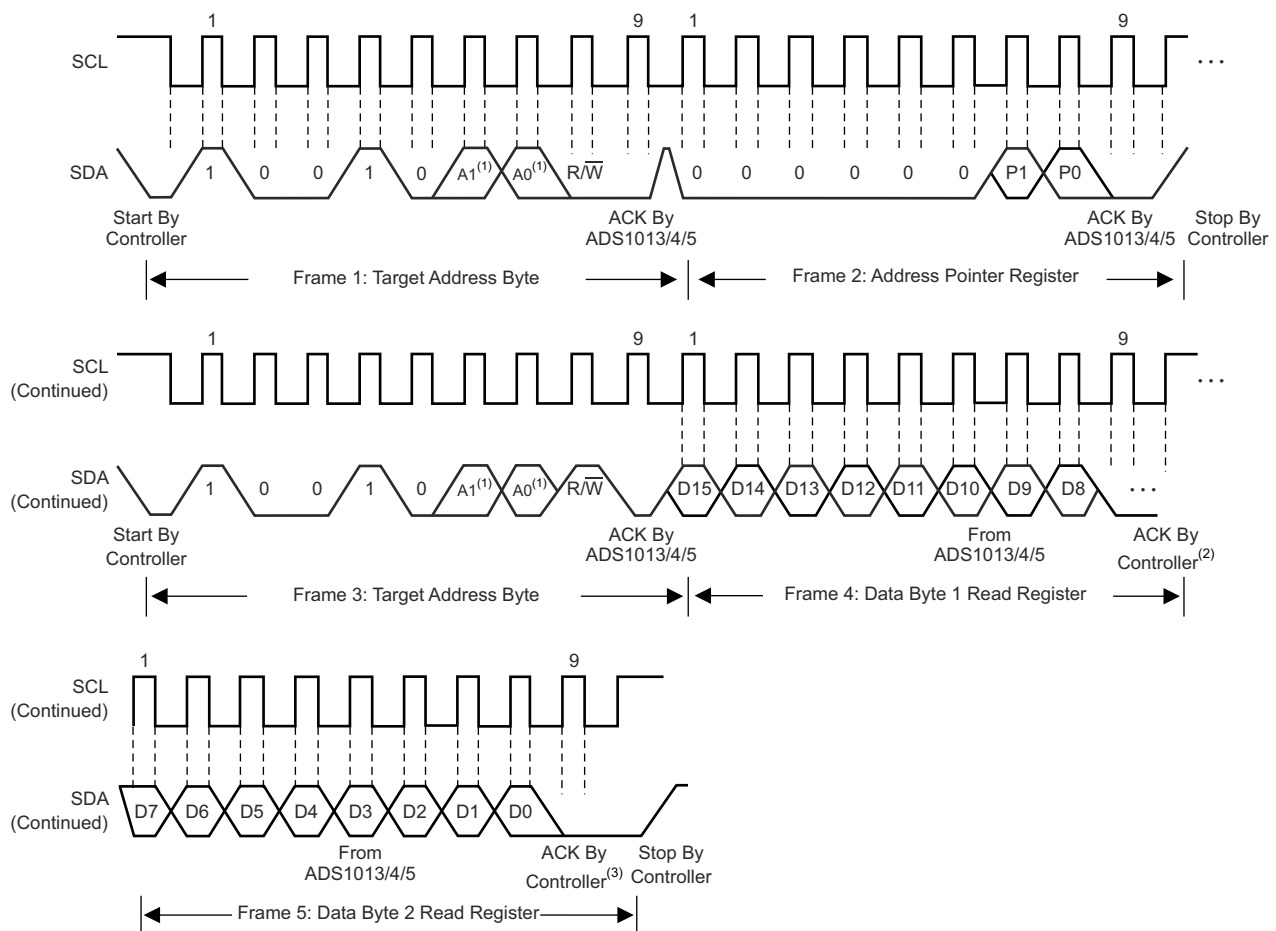 1 9 1 9
SCL ...
SDA 1 0 0 1 0 A1(1) A0(1) R/W̅ 0 0 0 0 0 0 P1 P0
Start By
Controller
ACK By
ADS1013/4/5
ACK By
ADS1013/4/5
Stop By
Controller
Frame 1: Target Address Byte
Frame 2: Address Pointer Register
1 9 1 9
SCL
(Continued)
...
SDA
(Continued)
1 0 0 1 0 A1(1) A0(1) R/W̅ D15 D14 D13 D12 D11 D10 D9 D8 ...
Start By
Controller
ACK By
ADS1013/4/5
From
ADS1013/4/5
ACK By
Controller(2)
Frame 3: Target Address Byte
Frame 4: Data Byte 1 Read Register
1 9
SCL
(Continued)
SDA
(Continued)
D7 D6 D5 D4 D3 D2 D1 D0
From
ADS1013/4/5
ACK By
Controller(3)
Stop By
Controller
Frame 5: Data Byte 2 Read Register